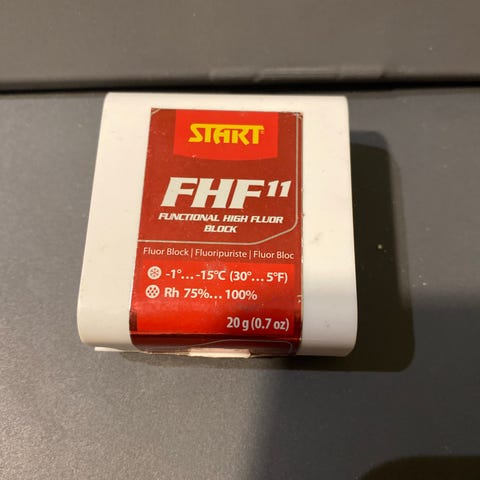 START
FHF11
FUNCTIONAL HIGH FLUOR
BLOCK
Fluor Block | Fluoripuriste | Fluor Bloc
-1°... -15°C (30°... 5°F)
Rh 75%... 100%
20 g (0.7 oz)